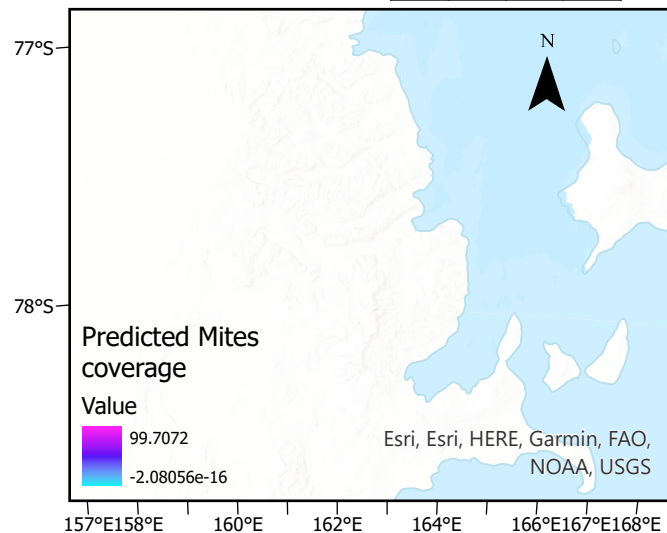 77°S
N
78°S
Predicted Mites
coverage
Value
99.7072
-2.08056e-16
Esri, Esri, HERE, Garmin, FAO,
NOAA, USGS
157°E158°E 160°E 162°E 164°E 166°E167°E168°E